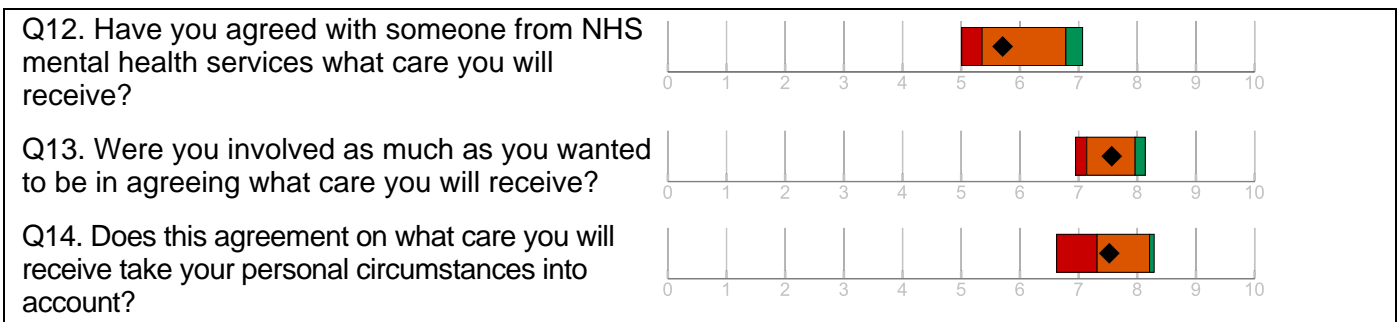 Q12. Have you agreed with someone from NHS
mental health services what care you will
receive?
0 1 2 3 4 5 6 7 8 9 10
Q13. Were you involved as much as you wanted
to be in agreeing what care you will receive?
0 1 2 3 4 5 6 7 8 9 10
Q14. Does this agreement on what care you will
receive take your personal circumstances into
account?
0 1 2 3 4 5 6 7 8 9 10